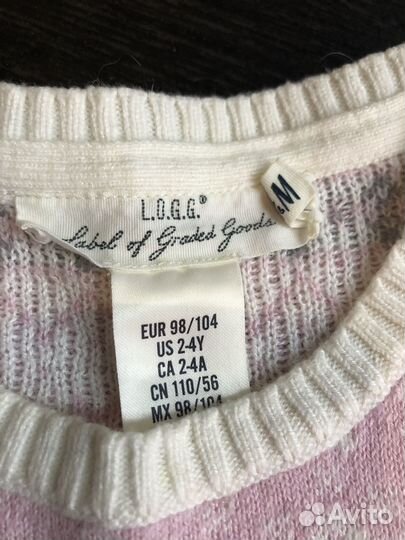 L.O.G.G.®
Label of Graded Goods
M
EUR 98/104
US 2-4Y
CA 2-4A
CN 110/56
MX 98/104
Avito